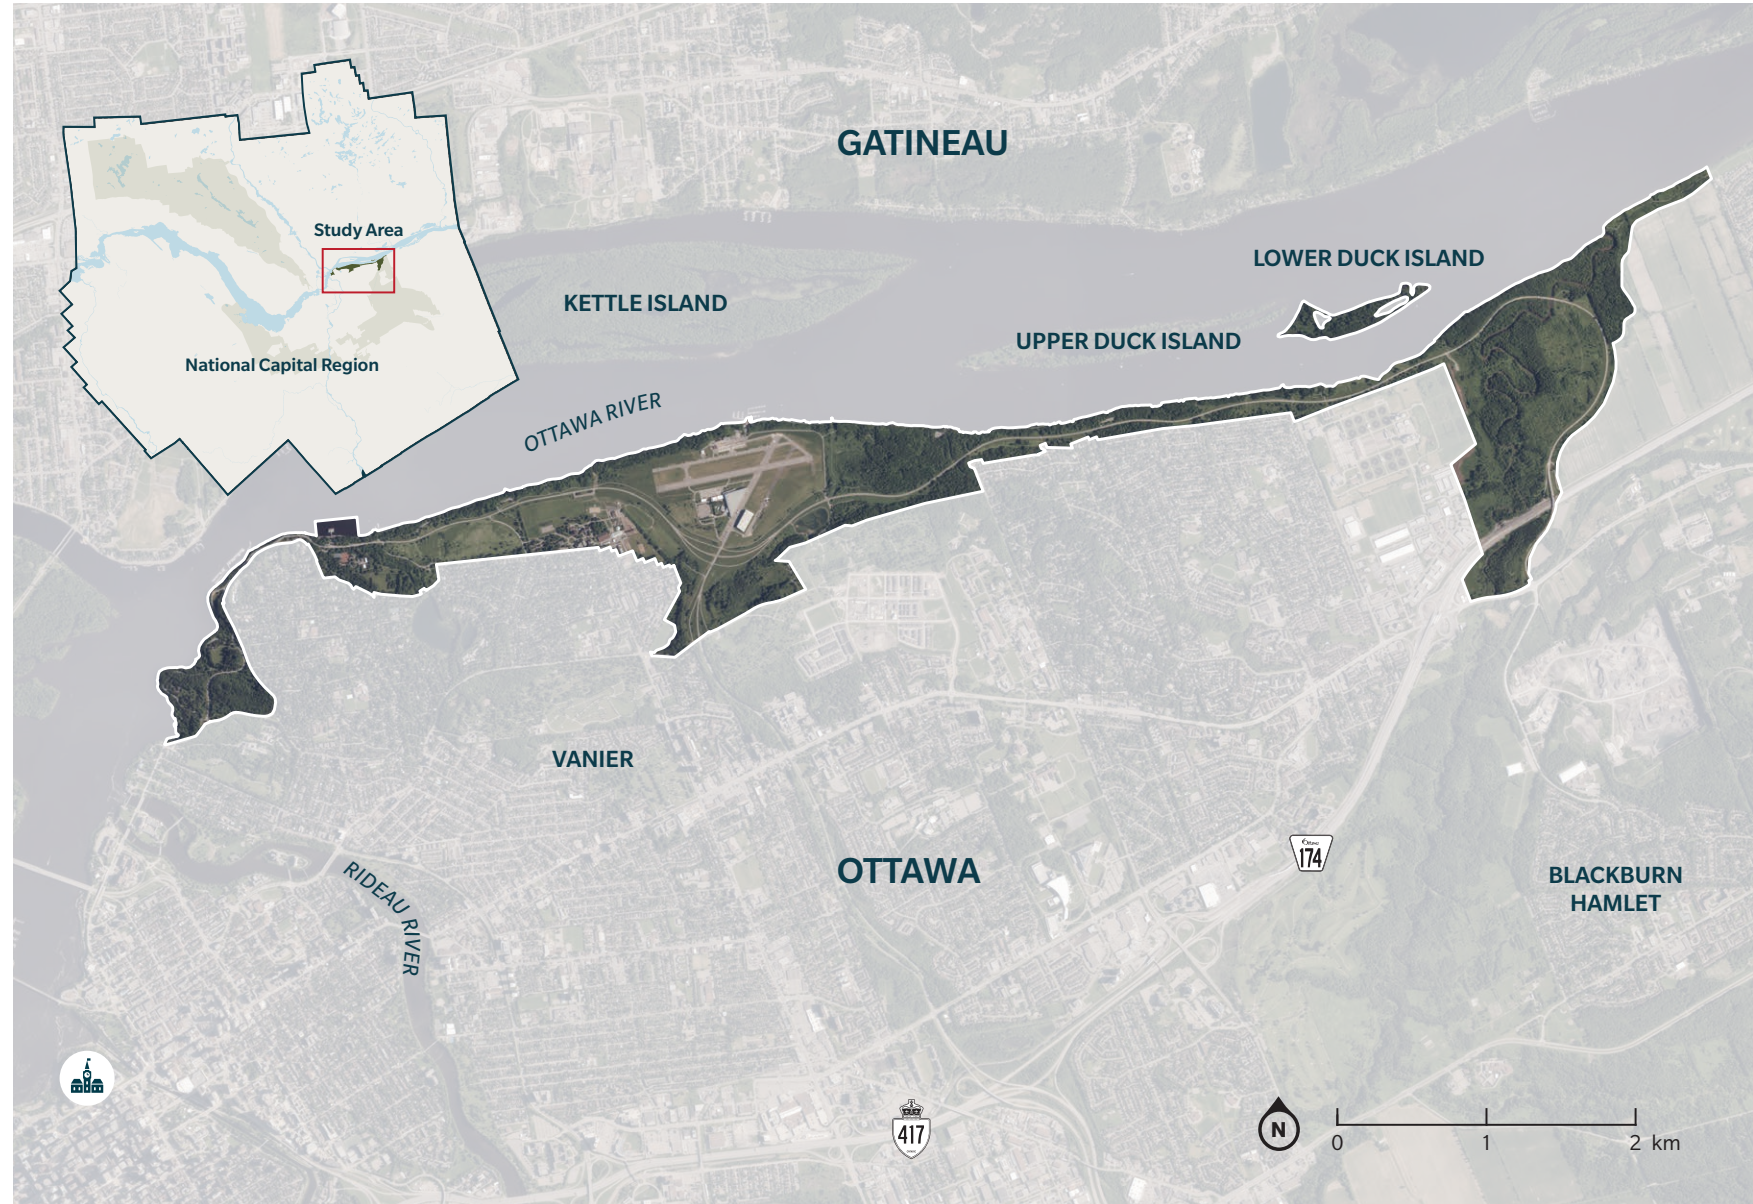 GATINEAU
Study Area
LOWER DUCK ISLAND
KETTLE ISLAND
UPPER DUCK ISLAND
National Capital Region
OTTAWA RIVER
VANIER
OTTAWA
Ottawa
174
RIDEAU RIVER
BLACKBURN
HAMLET
417
N
0 1 2 km